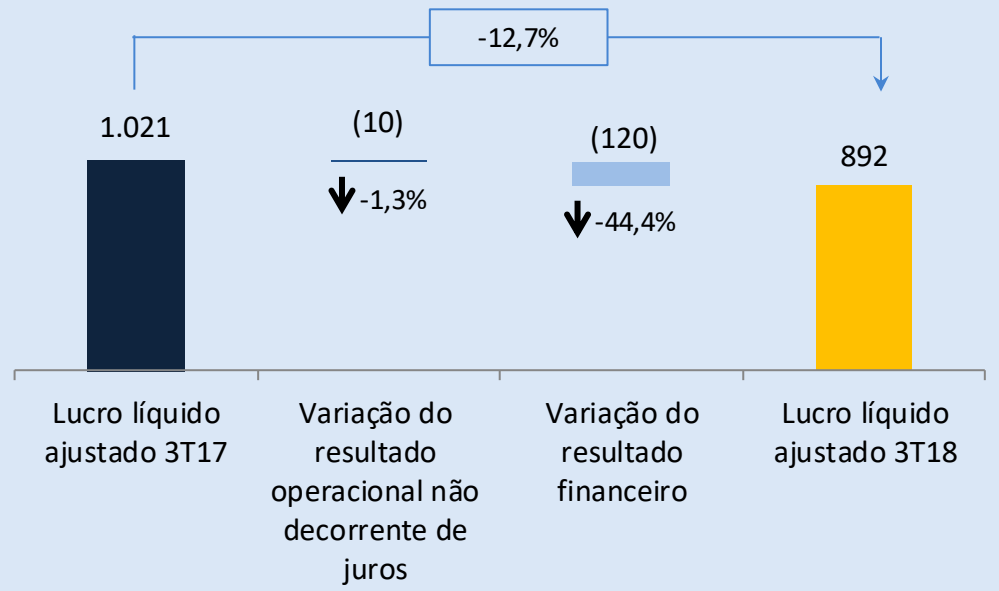 -12,7%
1.021
(10)
(120)
892
-1,3%
-44,4%
Lucro líquido
ajustado 3T17
Variação do
resultado
operacional não
decorrente de
juros
Variação do
resultado
financeiro
Lucro líquido
ajustado 3T18